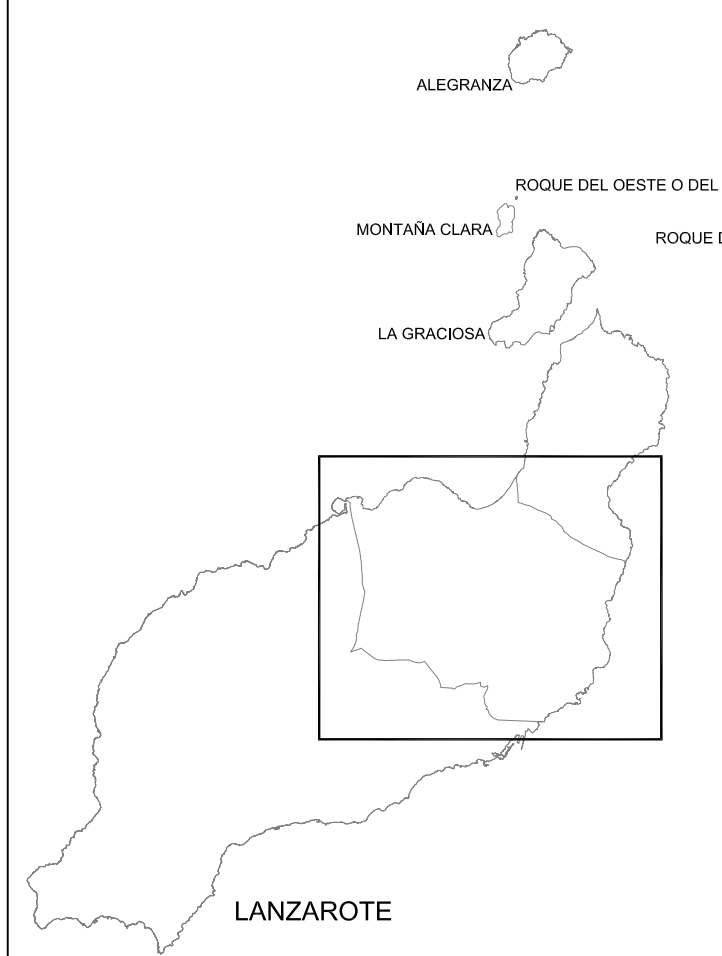 ALEGRANZA
ROQUE DEL OESTE O DEL
MONTAÑA CLARA
ROQUE D
LA GRACIOSA
LANZAROTE